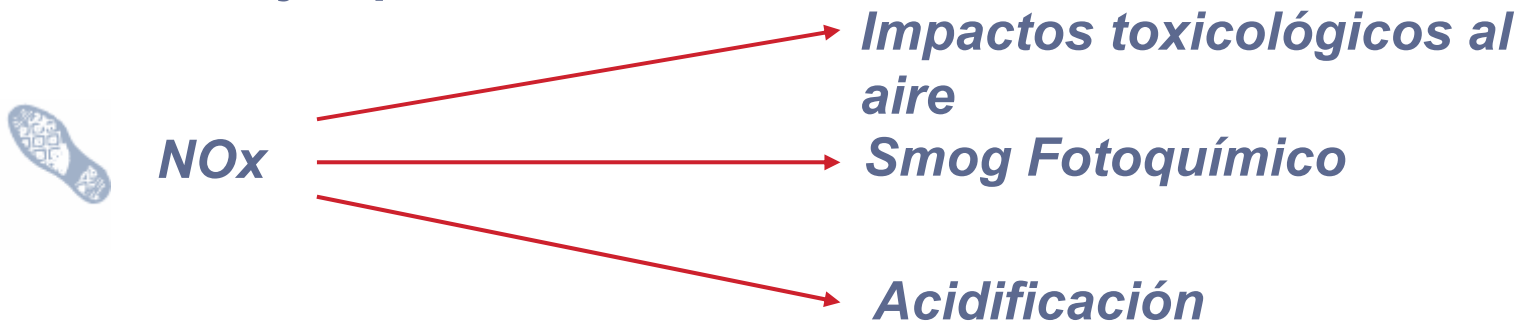 Impactos toxicológicos al
aire
NOx
Smog Fotoquímico
Acidificación